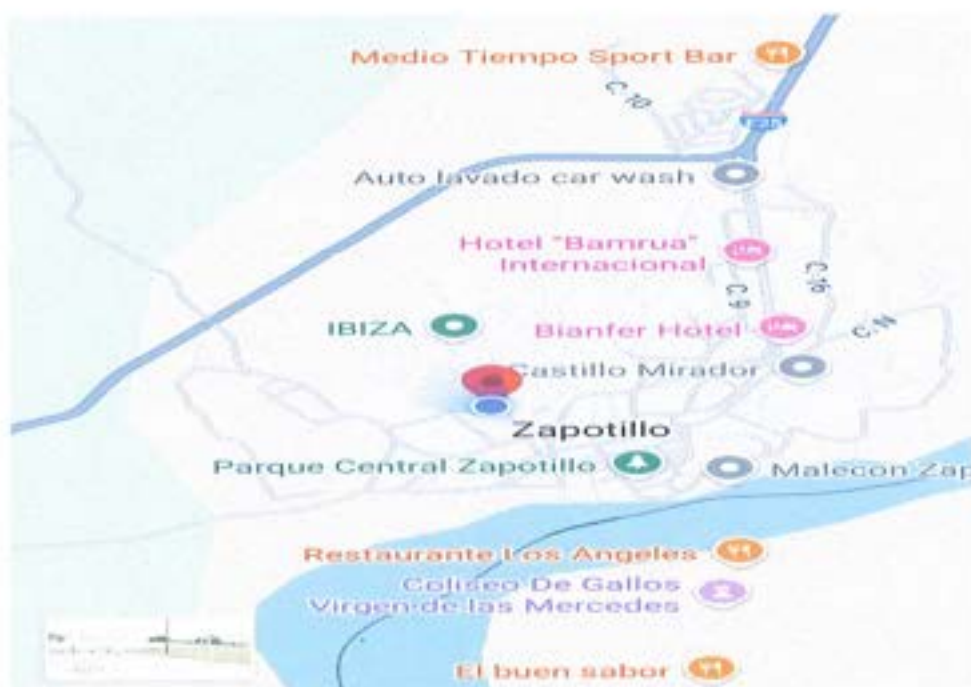 Medio Tiempo Sport Bar
C. 10
E25
Auto lavado car wash
Hotel "Bamrua"
Internacional
C. 9
C. 16
IBIZA
Bianfer Hotel
C. N
Castillo Mirador
Zapotillo
Parque Central Zapotillo
Malecon Zap
Restaurante Los Angeles
Coliseo De Gallos
Virgen de las Mercedes
El buen sabor